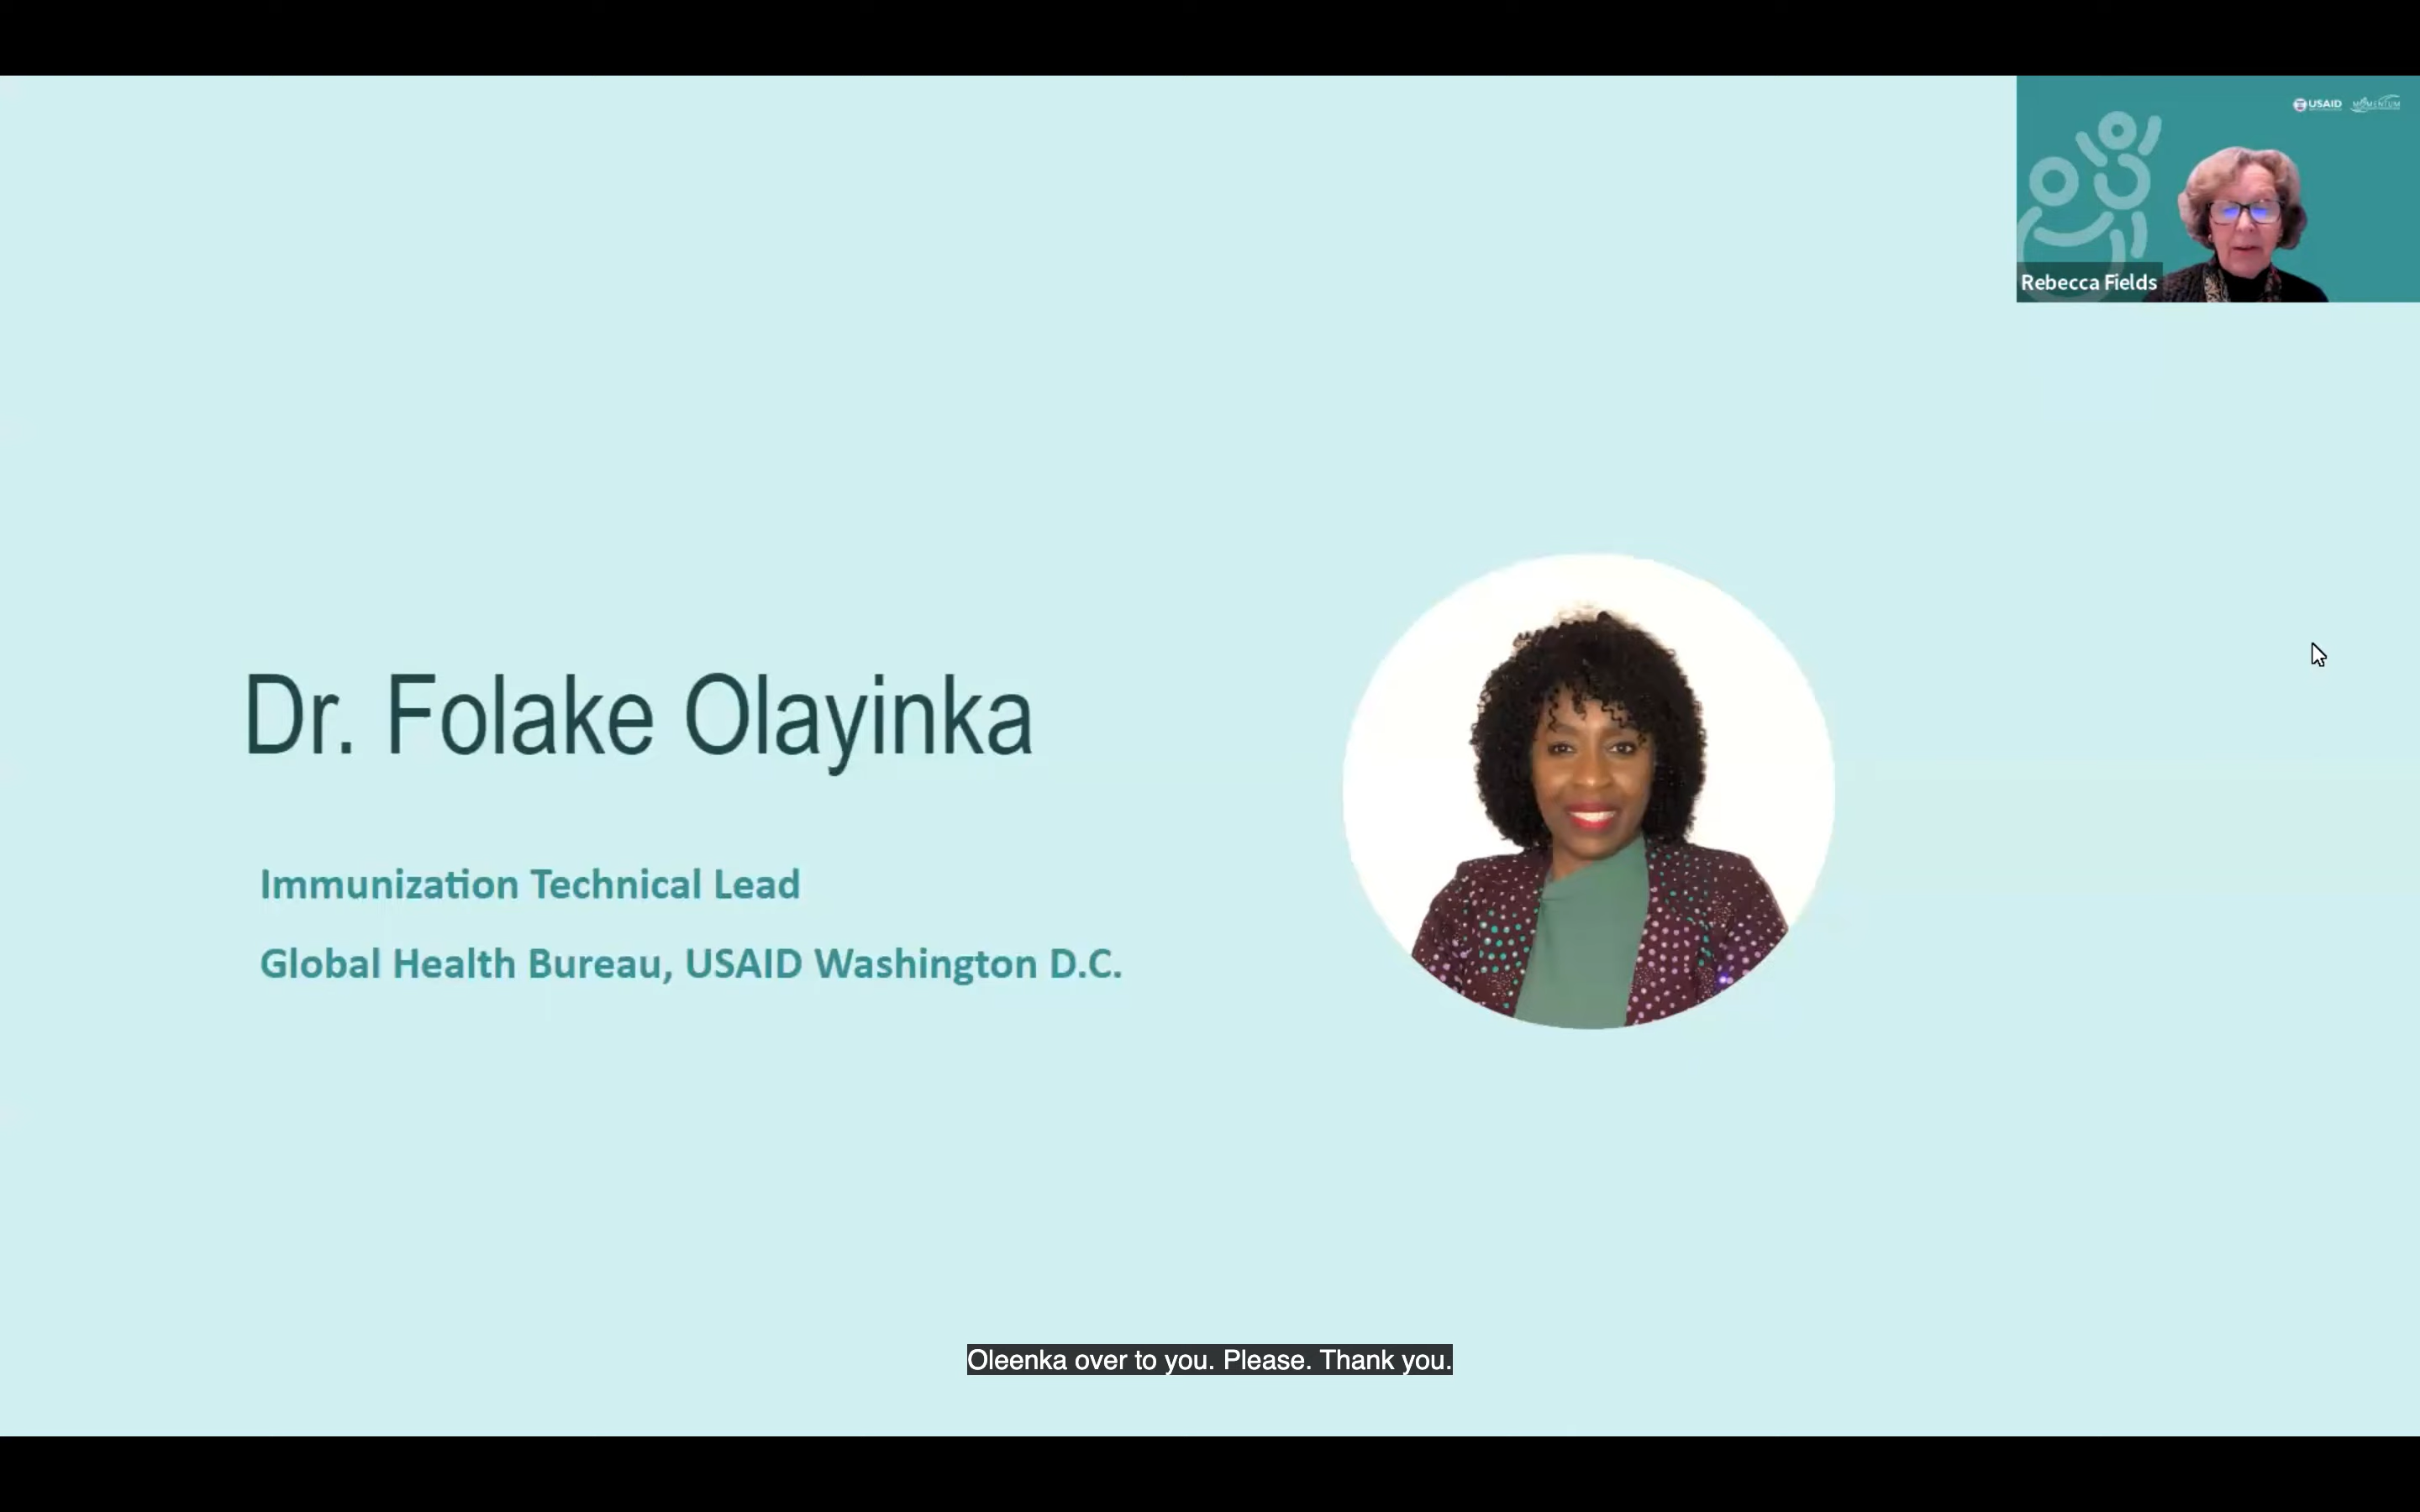 USAID MOMENTUM
Rebecca Fields
Dr. Folake Olayinka
Immunization Technical Lead
Global Health Bureau, USAID Washington D.C.
Oleenka over to you. Please. Thank you.